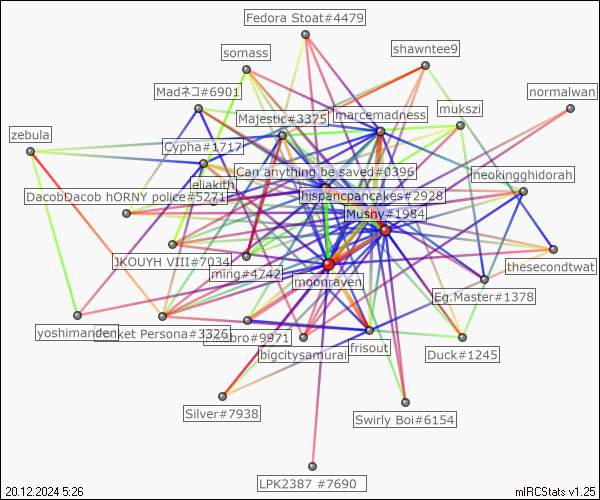 Fedora Stoat#4479
shawntee9
somass
normalwan
Madネコ#6901
mukszi
marcemadness
Majestic#3375
zebula
Cypha#1717
Can anything be saved#0396
neokingghidorah
eliakith
DacobDacob hORNY police#5271
hispancpancakes#2928
Mushy#1984
JKOUYH VIII#7034
thesecondtwat
ming#4742
moonraven
Eg.Master#1378
yoshimanden
Persona#3326
#9971
frisout
bigcitysamurai
Duck#1245
Silver#7938
Swirly Boi#6154
LPK2387 #7690
20.12.2024 5:26
mIRCStats v1.25